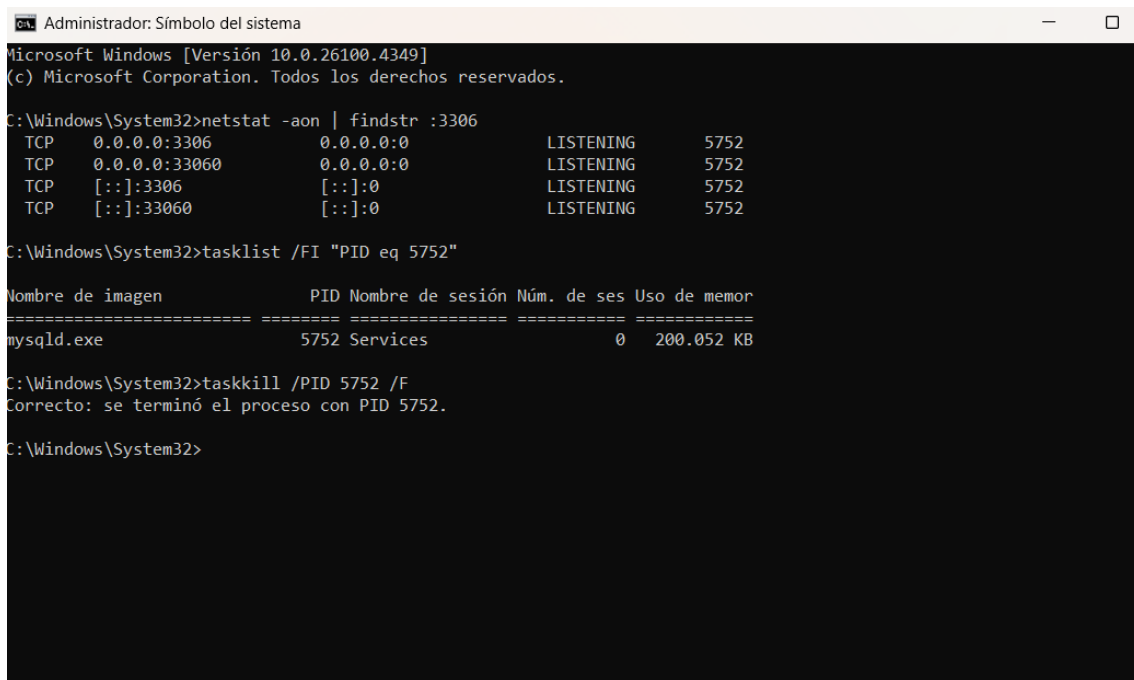 Administrador: Símbolo del sistema
Microsoft Windows [Versión 10.0.26100.4349]
(c) Microsoft Corporation. Todos los derechos reservados.
C:\Windows\System32>netstat -aon | findstr :3306
TCP    0.0.0.0:3306           0.0.0.0:0              LISTENING       5752
TCP    0.0.0.0:33060          0.0.0.0:0              LISTENING       5752
TCP    [::]:3306              [::]:0                 LISTENING       5752
TCP    [::]:33060             [::]:0                 LISTENING       5752
C:\Windows\System32>tasklist /FI "PID eq 5752"
Nombre de imagen               PID Nombre de sesión Núm. de ses Uso de memor
========================= ======== ================ =========== ============
mysqld.exe                    5752 Services                   0   200.052 KB
C:\Windows\System32>taskkill /PID 5752 /F
Correcto: se terminó el proceso con PID 5752.
C:\Windows\System32>